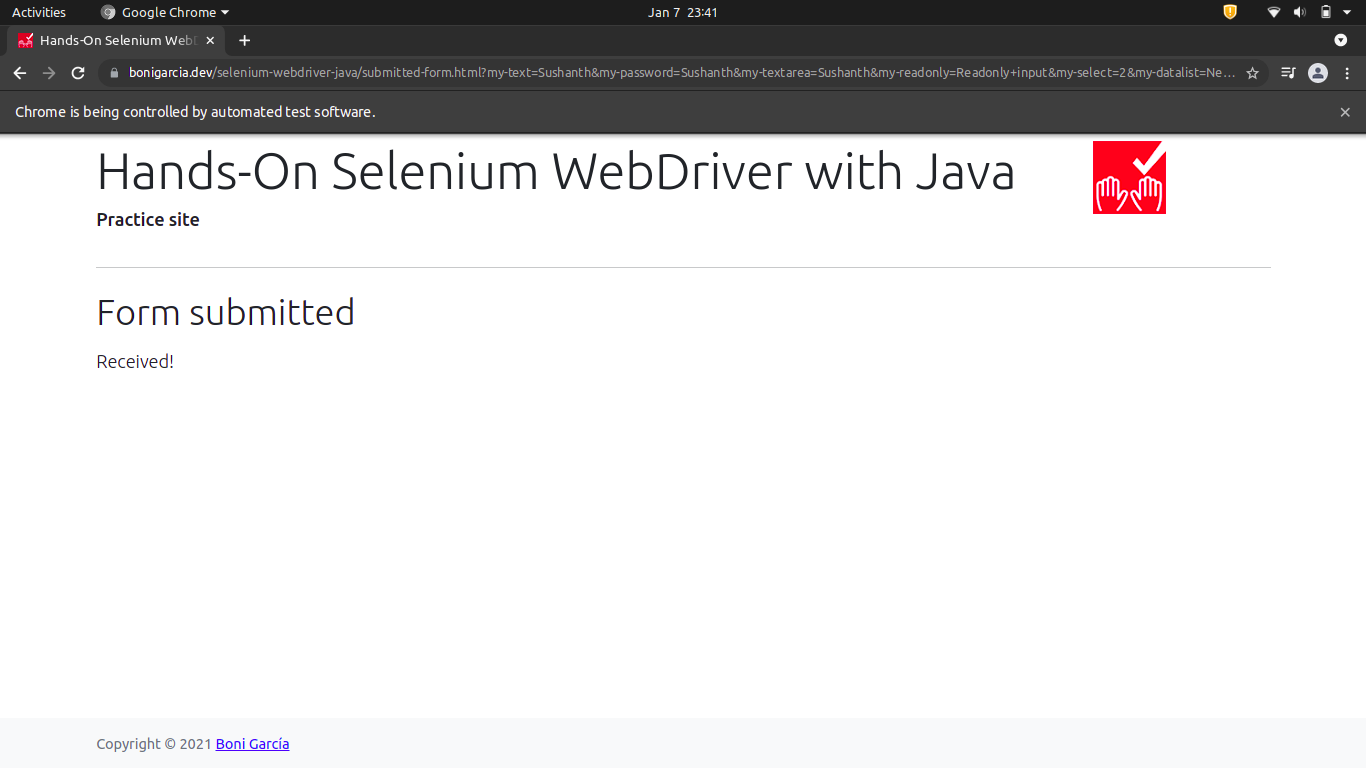 Activities
Google Chrome
Jan 7 23:41
Hands-On Selenium Web
bonigarcia.dev/selenium-webdriver-java/submitted-form.html?my-text=Sushanth&my-password=Sushanth&my-textarea=Sushanth&my-readonly=Readonly+input&my-select=2&my-datalist=Ne...
Chrome is being controlled by automated test software.
Hands-On Selenium WebDriver with Java
Practice site
Form submitted
Received!
Copyright © 2021 Boni García